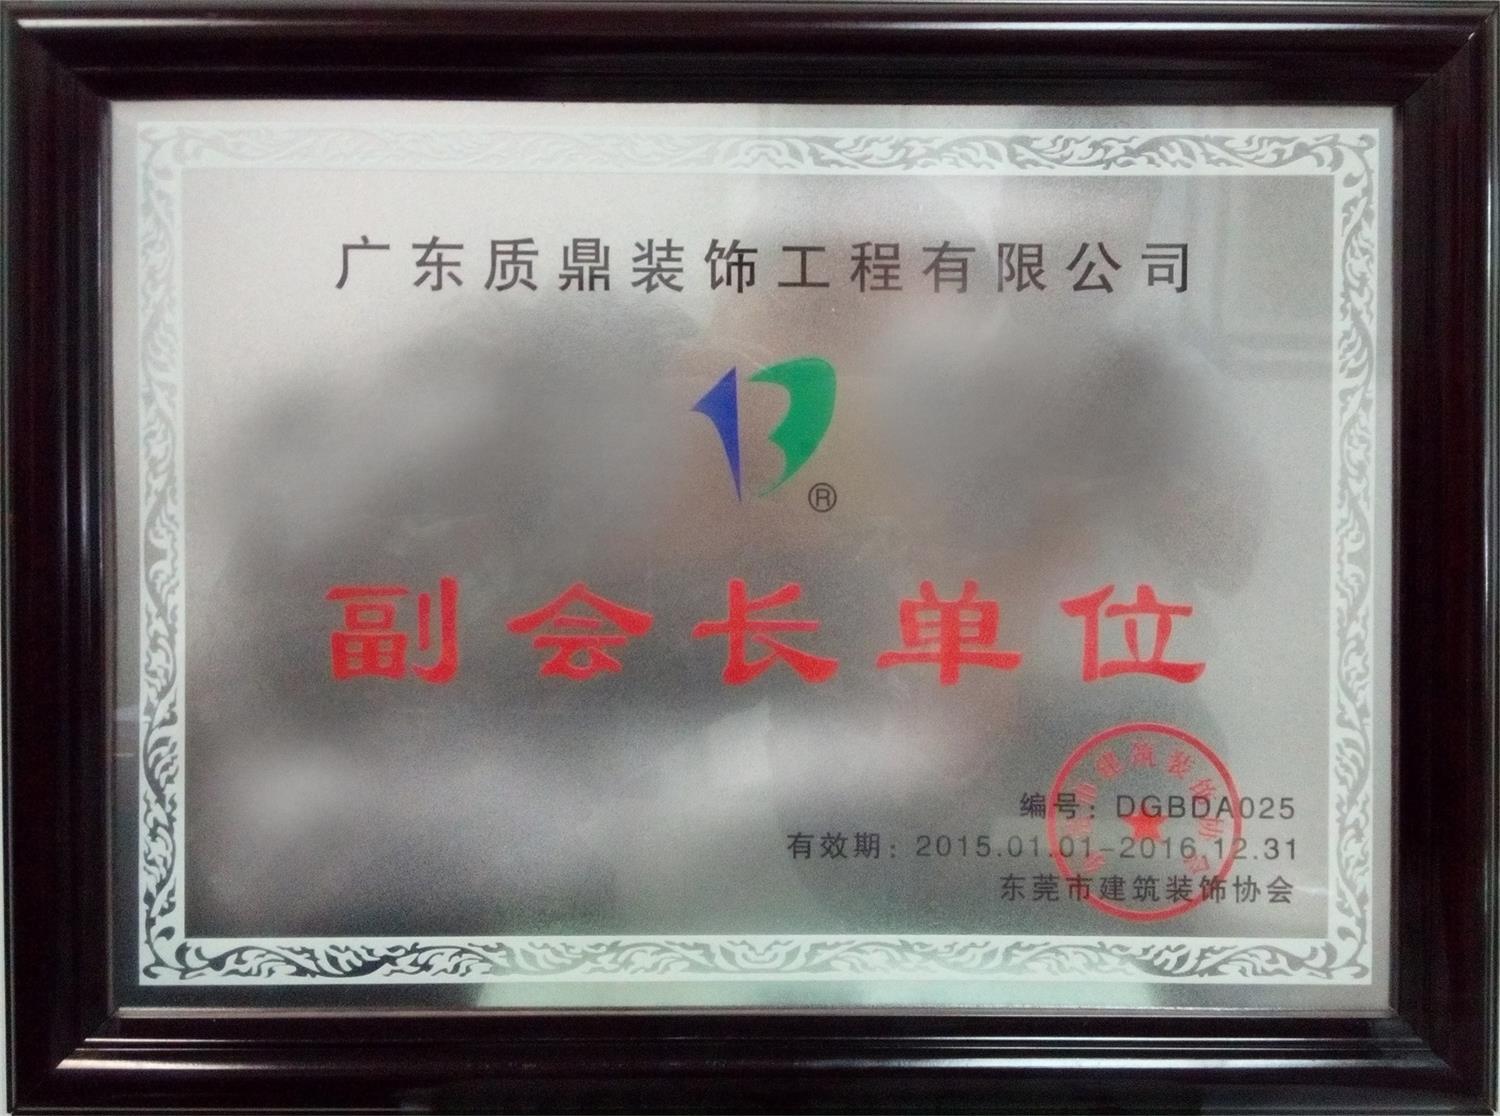 广东质鼎装饰工程有限公司
®
副会长单位
编号：DGBDA025
有效期：2015.01.01-2016.12.31
东莞市建筑装饰协会